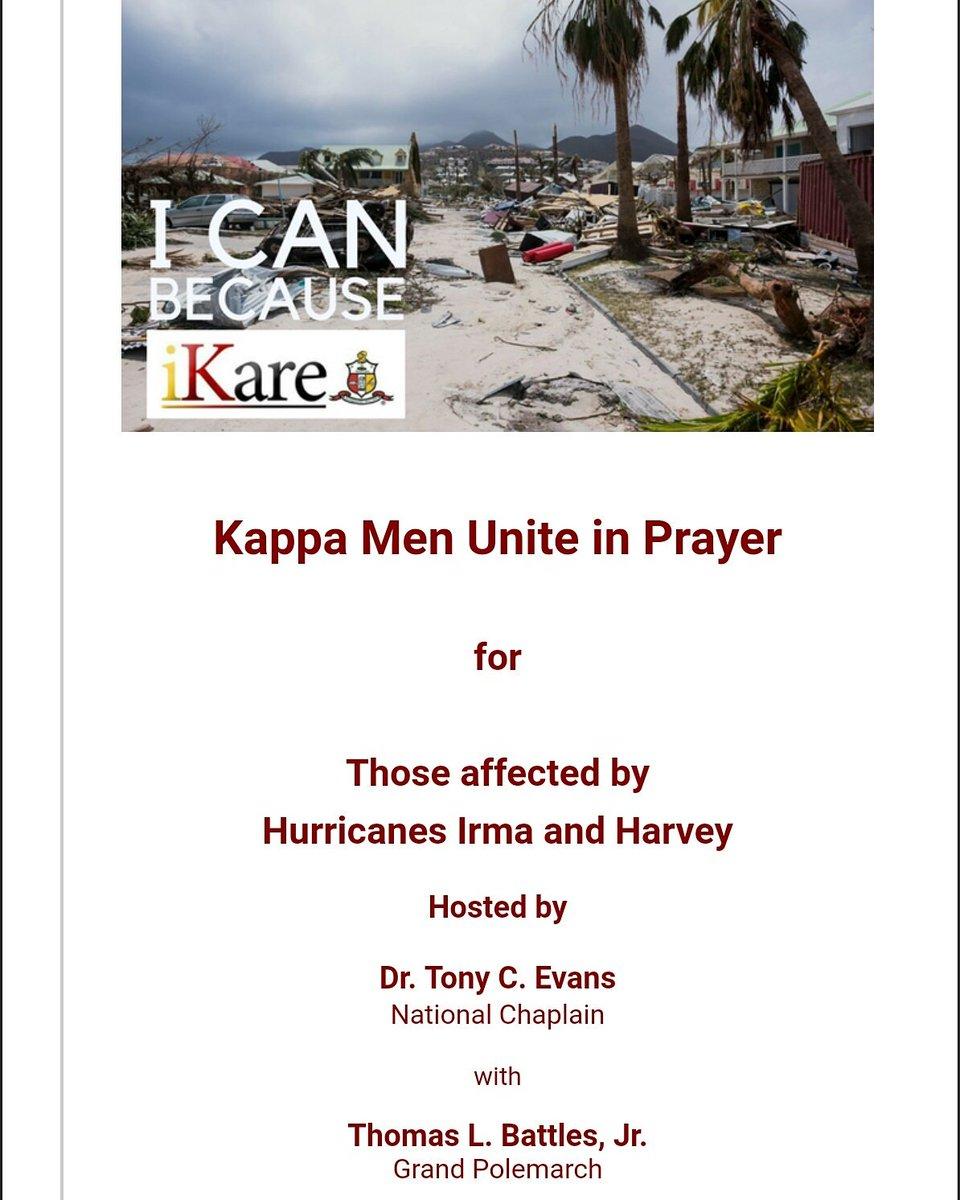 I CAN
BECAUSE
iKare
Kappa Men Unite in Prayer
for
Those affected by
Hurricanes Irma and Harvey
Hosted by
Dr. Tony C. Evans
National Chaplain
with
Thomas L. Battles, Jr.
Grand Polemarch